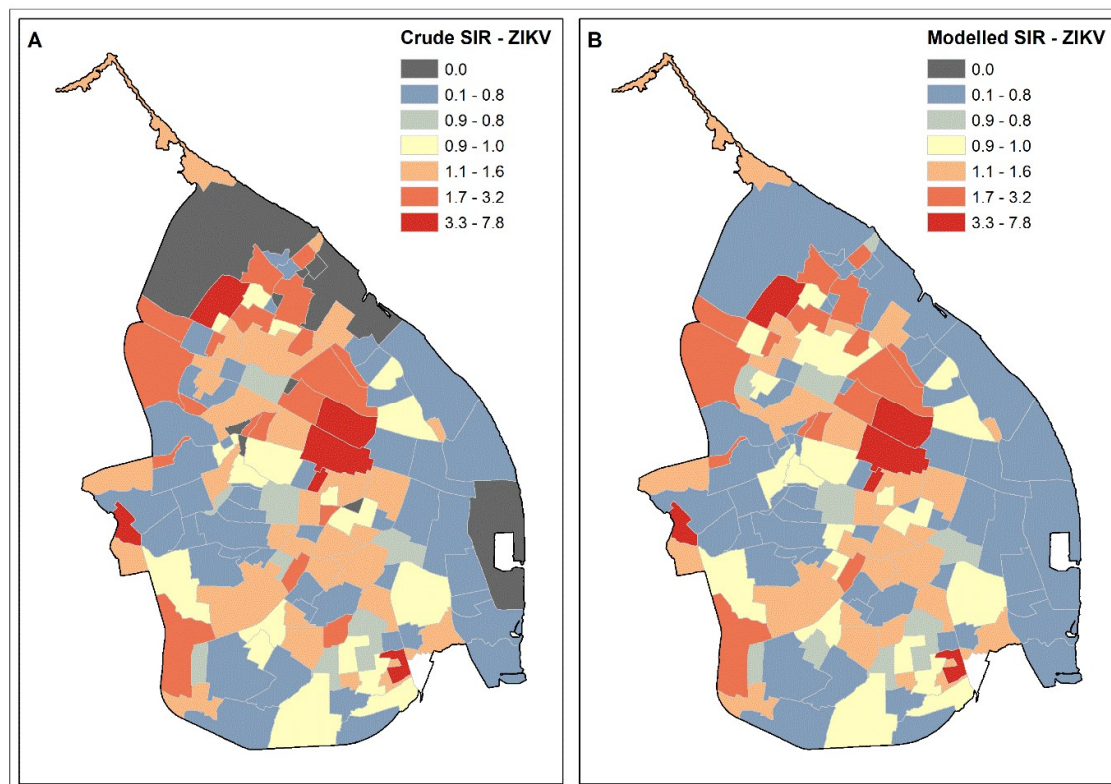 A
Crude SIR - ZIKV
0.0
0.1 - 0.8
0.9 - 0.8
0.9 - 1.0
1.1 - 1.6
1.7 - 3.2
3.3 - 7.8
B
Modelled SIR - ZIKV
0.0
0.1 - 0.8
0.9 - 0.8
0.9 - 1.0
1.1 - 1.6
1.7 - 3.2
3.3 - 7.8